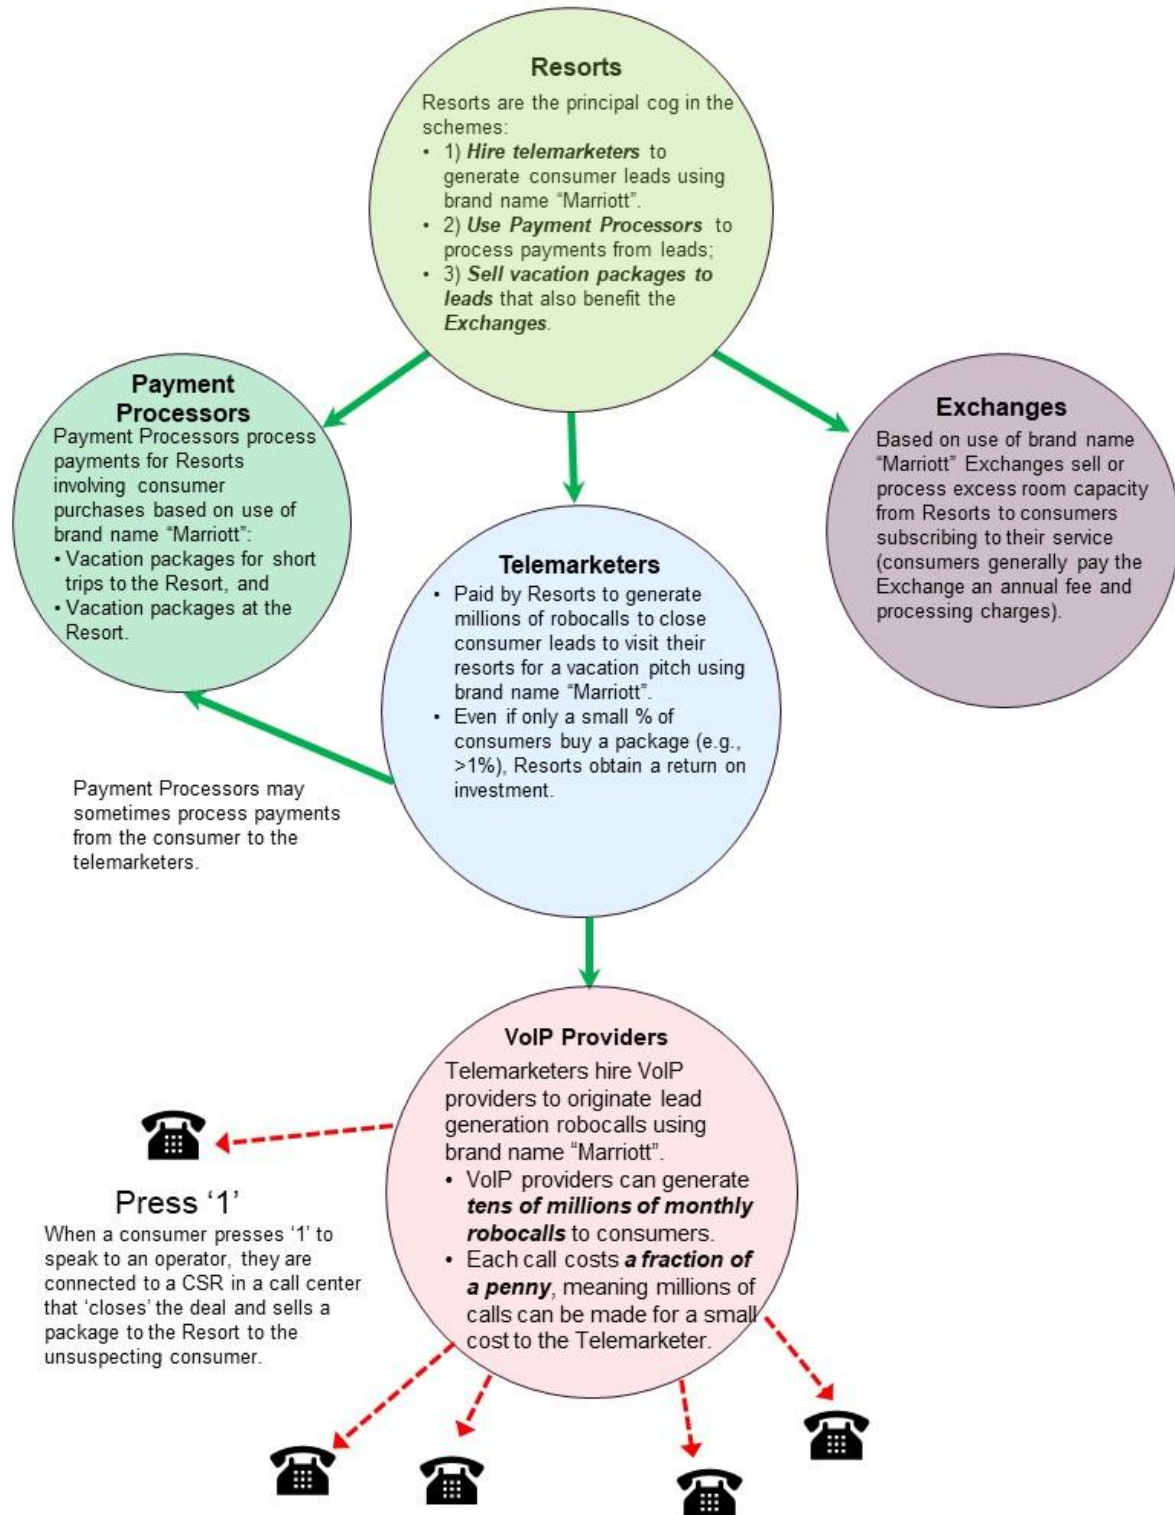 Resorts
Resorts are the principal cog in the
schemes:
• 1) Hire telemarketers to
generate consumer leads using
brand name “Marriott”.
• 2) Use Payment Processors to
process payments from leads;
• 3) Sell vacation packages to
leads that also benefit the
Exchanges.
Payment
Processors
Payment Processors process
payments for Resorts
involving consumer
purchases based on use of
brand name “Marriott”:
• Vacation packages for short
trips to the Resort, and
• Vacation packages at the
Resort.
Exchanges
Based on use of brand name
“Marriott” Exchanges sell or
process excess room capacity
from Resorts to consumers
subscribing to their service
(consumers generally pay the
Exchange an annual fee and
processing charges).
Telemarketers
• Paid by Resorts to generate
millions of robocalls to close
consumer leads to visit their
resorts for a vacation pitch using
brand name “Marriott”.
• Even if only a small % of
consumers buy a package (e.g.,
>1%), Resorts obtain a return on
investment.
Payment Processors may
sometimes process payments
from the consumer to the
telemarketers.
VoIP Providers
Telemarketers hire VoIP
providers to originate lead
generation robocalls using
brand name “Marriott”.
• VoIP providers can generate
tens of millions of monthly
robocalls to consumers.
• Each call costs a fraction of
a penny, meaning millions of
calls can be made for a small
cost to the Telemarketer.
Press ‘1’
When a consumer presses ‘1’ to
speak to an operator, they are
connected to a CSR in a call center
that ‘closes’ the deal and sells a
package to the Resort to the
unsuspecting consumer.